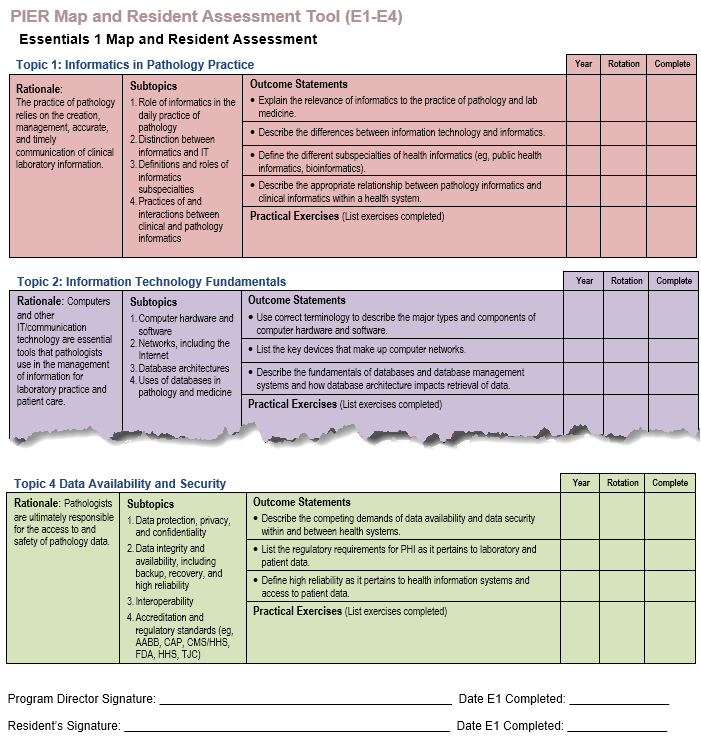 PIER Map and Resident Assessment Tool (E1-E4)
Essentials 1 Map and Resident Assessment
Topic 1: Informatics in Pathology Practice
Year
Rotation
Complete
Rationale:
The practice of pathology
relies on the creation,
management, accurate,
and timely
communication of clinical
laboratory information.
Subtopics
1. Role of informatics in the
daily practice of
pathology
2. Distinction between
informatics and IT
3. Definitions and roles of
informatics
subspecialties
4. Practices of and
interactions between
clinical and pathology
informatics
Outcome Statements
• Explain the relevance of informatics to the practice of pathology and lab
medicine.
• Describe the differences between information technology and informatics.
• Define the different subspecialties of health informatics (eg, public health
informatics, bioinformatics).
• Describe the appropriate relationship between pathology informatics and
clinical informatics within a health system.
Practical Exercises (List exercises completed)
Topic 2: Information Technology Fundamentals
Year
Rotation
Complete
Rationale: Computers
and other
IT/communication
technology are essential
tools that pathologists
use in the management
of information for
laboratory practice and
patient care.
Subtopics
1. Computer hardware and
software
2. Networks, including the
Internet
3. Database architectures
4. Uses of databases in
pathology and medicine
Outcome Statements
• Use correct terminology to describe the major types and components of
computer hardware and software.
• List the key devices that make up computer networks.
• Describe the fundamentals of databases and database management
systems and how database architecture impacts retrieval of data.
Practical Exercises (List exercises completed)
Topic 4 Data Availability and Security
Year
Rotation
Complete
Rationale: Pathologists
are ultimately responsible
for the access to and
safety of pathology data.
Subtopics
1. Data protection, privacy,
and confidentiality
2. Data integrity and
availability, including
backup, recovery, and
high reliability
3. Interoperability
4. Accreditation and
regulatory standards (eg,
AABB, CAP, CMS/HHS,
FDA, HHS, TJC)
Outcome Statements
• Describe the competing demands of data availability and data security
within and between health systems.
• List the regulatory requirements for PHI as it pertains to laboratory and
patient data.
• Define high reliability as it pertains to health information systems and
access to patient data.
Practical Exercises (List exercises completed)
Program Director Signature: Date E1 Completed:
Resident's Signature: Date E1 Completed: